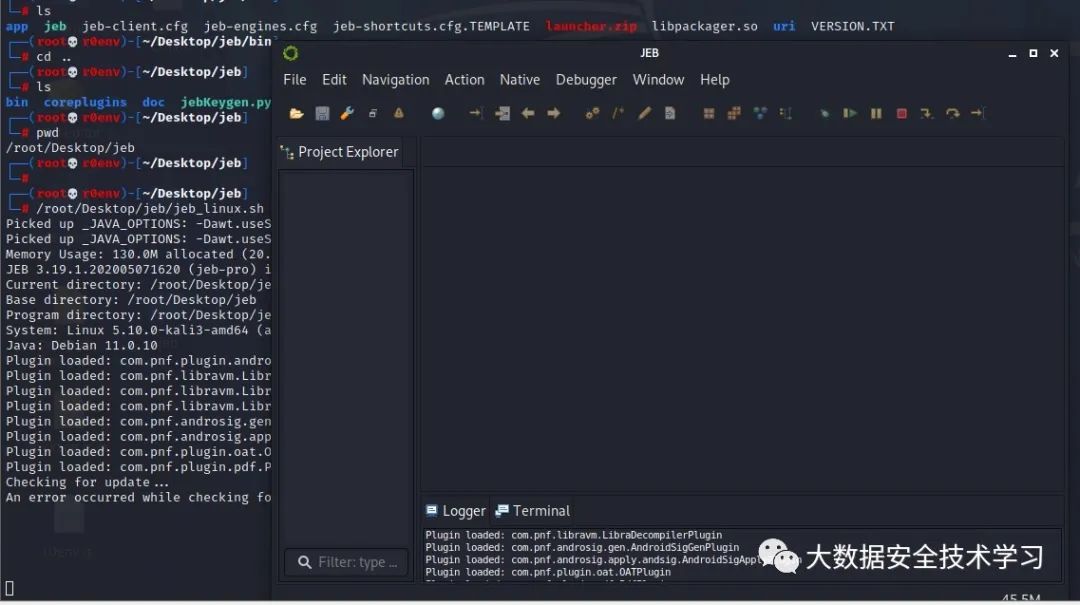 ls
app jeb jeb-client.cfg jeb-engines.cfg jeb-shortcuts.cfg.TEMPLATE launcher.zip libpackager.so uri VERSION.TXT
(root💀r0env)-[~/Desktop/jeb/bin]
# cd ..
(root💀r0env)-[~/Desktop/jeb]
# ls
bin coreplugins doc jebKeygen.py
(root💀r0env)-[~/Desktop/jeb]
# pwd
/root/Desktop/jeb
(root💀r0env)-[~/Desktop/jeb]
#
(root💀r0env)-[~/Desktop/jeb]
# /root/Desktop/jeb/jeb_linux.sh
Picked up _JAVA_OPTIONS: -Dawt.useS
Picked up _JAVA_OPTIONS: -Dawt.useS
Memory Usage: 130.0M allocated (20.
JEB 3.19.1.202005071620 (jeb-pro) i
Current directory: /root/Desktop/je
Base directory: /root/Desktop/jeb
Program directory: /root/Desktop/je
System: Linux 5.10.0-kali3-amd64 (a
Java: Debian 11.0.10
Plugin loaded: com.pnf.plugin.andro
Plugin loaded: com.pnf.libravm.Libr
Plugin loaded: com.pnf.libravm.Libr
Plugin loaded: com.pnf.libravm.Libr
Plugin loaded: com.pnf.androsig.gen
Plugin loaded: com.pnf.androsig.app
Plugin loaded: com.pnf.plugin.oat.O
Plugin loaded: com.pnf.plugin.pdf.P
Checking for update...
An error occurred while checking fo
JEB
File Edit Navigation Action Native Debugger Window Help
Project Explorer
Filter: type ...
Logger Terminal
Plugin loaded: com.pnf.libravm.LibraDecompilerPlugin
Plugin loaded: com.pnf.androsig.gen.AndroidSigGenPlugin
Plugin loaded: com.pnf.androsig.apply.andsig.AndroidSigAppl
Plugin loaded: com.pnf.plugin.oat.OATPlugin
大数据安全技术学习
45.5M